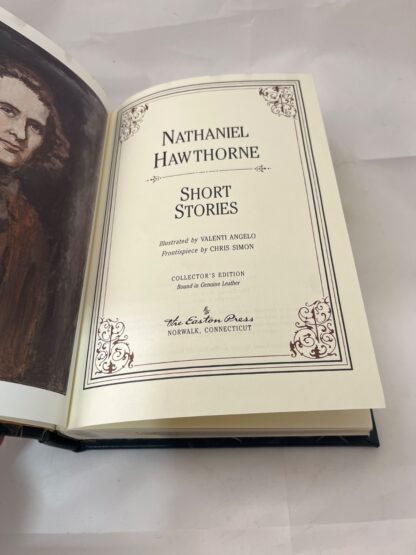 NATHANIEL
HAWTHORNE
SHORT
STORIES
Illustrated by VALENTI ANGELO
Frontispiece by CHRIS SIMON
COLLECTOR'S EDITION
Bound in Genuine Leather
The Easton Press
NORWALK, CONNECTICUT